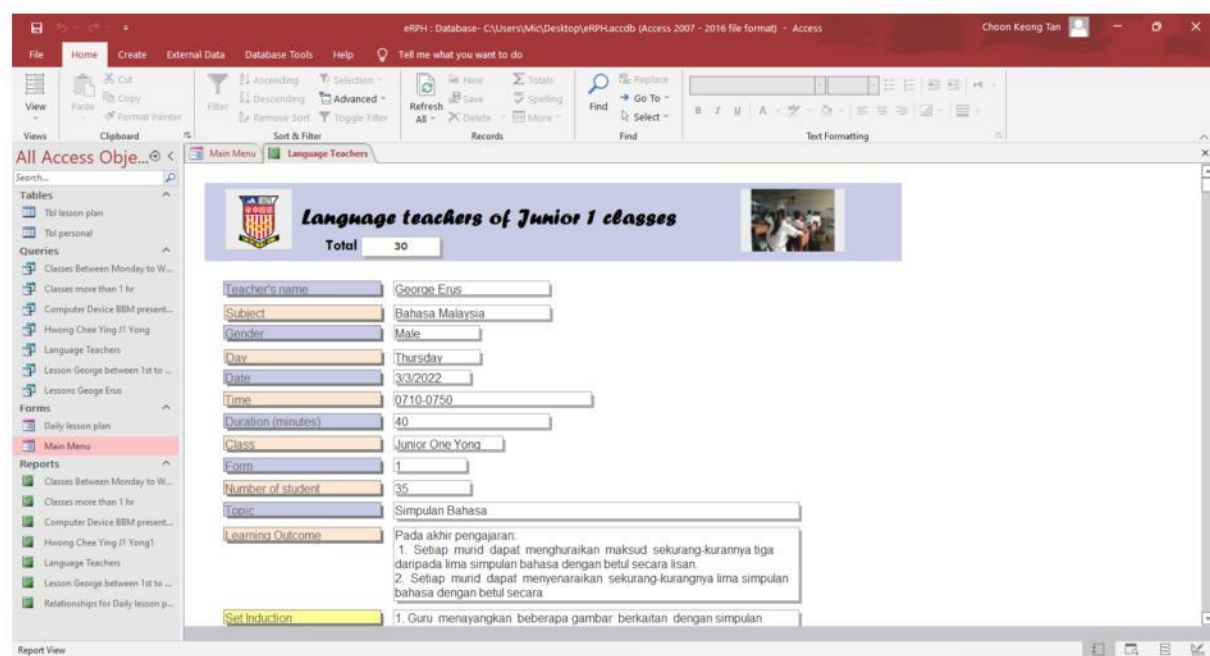 eRPH : Database- C:\Users\Mic\Desktop\eRPH.accdb (Access 2007 - 2016 file format) - Access
Choon Keong Tan
File Home Create External Data Database Tools Help Tell me what you want to do
View
Paste
Cut
Copy
Format Painter
Filter
Ascending
Descending
Remove Sort
Selection
Advanced
Toggle Filter
Refresh All
New
Save
Delete
Totals
Spelling
More
Find
Replace
Go To
Select
B I U A
Views Clipboard Sort & Filter Records Find Text Formatting
All Access Obje...
Search...
Tables
Tbl lesson plan
Tbl personal
Queries
Classes Between Monday to W...
Classes more than 1 hr
Computer Device BBM present...
Hwong Chee Ying J1 Yong
Language Teachers
Lesson George between 1st to ...
Lessons Geoge Erus
Forms
Daily lesson plan
Main Menu
Reports
Classes Between Monday to W...
Classes more than 1 hr
Computer Device BBM present...
Hwong Chee Ying J1 Yong1
Language Teachers
Lesson George between 1st to ...
Relationships for Daily lesson p...
Main Menu Language Teachers
Language teachers of Junior 1 classes
Total 30
Teacher's name George Erus
Subject Bahasa Malaysia
Gender Male
Day Thursday
Date 3/3/2022
Time 0710-0750
Duration (minutes) 40
Class Junior One Yong
Form 1
Number of student 35
Topic Simpulan Bahasa
Learning Outcome Pada akhir pengajaran:
1. Setiap murid dapat menghuraikan maksud sekurang-kurannya tiga
daripada lima simpulan bahasa dengan betul secara lisan.
2. Setiap murid dapat menyenaraikan sekurang-kurangnya lima simpulan
bahasa dengan betul secara
Set Induction 1. Guru menayangkan beberapa gambar berkaitan dengan simpulan
Report View